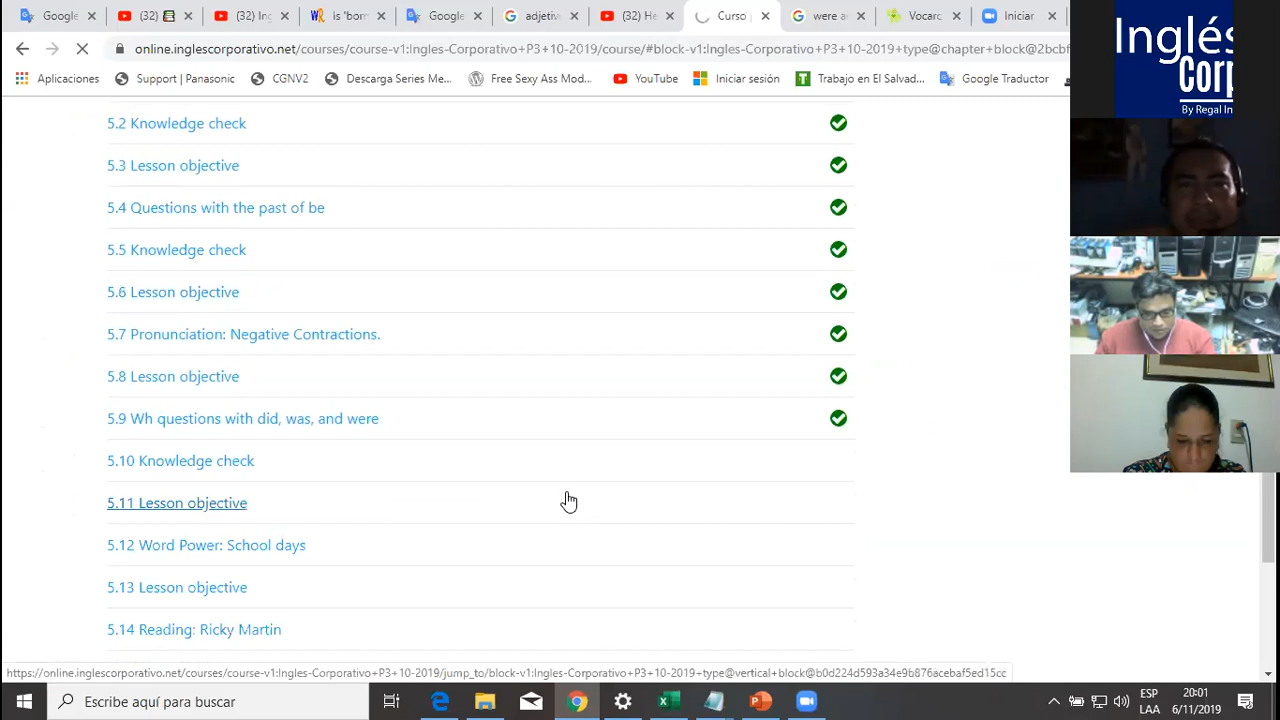 Google
(32)
(32) Ing
is 'bor
Google
adjetiv
(32) He
Curso
were a
Vocarc
Iniciar
online.inglescorporativo.net/courses/course-v1:Ingles-Corporativo+P3+10-2019/course/#block-v1:Ingles-Corporativo+P3+10-2019+type@chapter+block@2bcbf
Aplicaciones
Support | Panasonic
CGNV2
Descarga Series Me...
Free Sexy Ass Mod...
YouTube
Iniciar sesión
Trabajo en El Salvad...
Google Traductor
Inglés
Corp
By Regal In
5.2 Knowledge check
5.3 Lesson objective
5.4 Questions with the past of be
5.5 Knowledge check
5.6 Lesson objective
5.7 Pronunciation: Negative Contractions.
5.8 Lesson objective
5.9 Wh questions with did, was, and were
5.10 Knowledge check
5.11 Lesson objective
5.12 Word Power: School days
5.13 Lesson objective
5.14 Reading: Ricky Martin
https://online.inglescorporativo.net/courses/course-v1:Ingles-Corporativo+P3+10-2019/jump_to/block-v1:Ingles-Corporativo+P3+10-2019+type@vertical+block@b0d224d593a34e9b876acebaf5ed15cc
Escribe aquí para buscar
ESP
LAA
20:01
6/11/2019